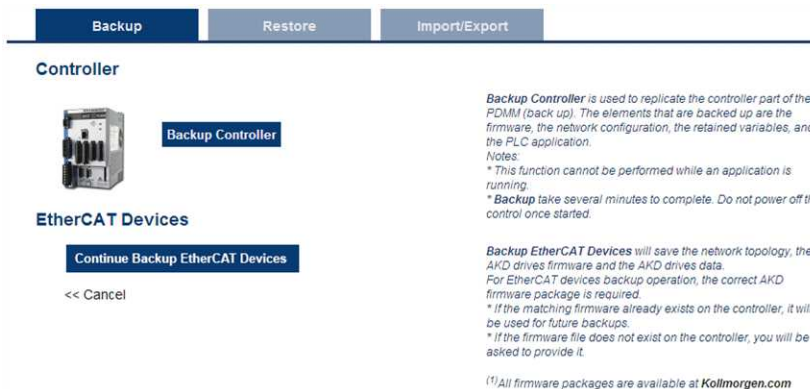 Backup
Restore
Import/Export
Controller
Backup Controller
EtherCAT Devices
Continue Backup EtherCAT Devices
<< Cancel
Backup Controller is used to replicate the controller part of the
PDMM (back up). The elements that are backed up are the
firmware, the network configuration, the retained variables, and
the PLC application.
Notes:
* This function cannot be performed while an application is
running.
* Backup take several minutes to complete. Do not power off
control once started.
Backup EtherCAT Devices will save the network topology, the
AKD drives firmware and the AKD drives data.
For EtherCAT devices backup operation, the correct AKD
firmware package is required.
* If the matching firmware already exists on the controller, it will
be used for future backups.
* If the firmware file does not exist on the controller, you will be
asked to provide it.
(1)All firmware packages are available at Kollmorgen.com